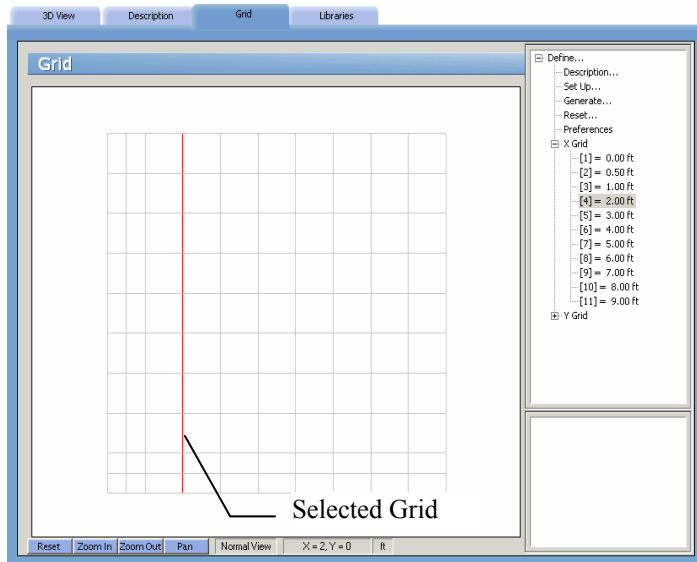 3D View Description Grid Libraries
Grid
Define...
Description...
Set Up...
Generate...
Reset...
Preferences
X Grid
[1] = 0.00 ft
[2] = 0.50 ft
[3] = 1.00 ft
[4] = 2.00 ft
[5] = 3.00 ft
[6] = 4.00 ft
[7] = 5.00 ft
[8] = 6.00 ft
[9] = 7.00 ft
[10] = 8.00 ft
[11] = 9.00 ft
Y Grid
Selected Grid
Reset Zoom In Zoom Out Pan Normal View X = 2, Y = 0 ft